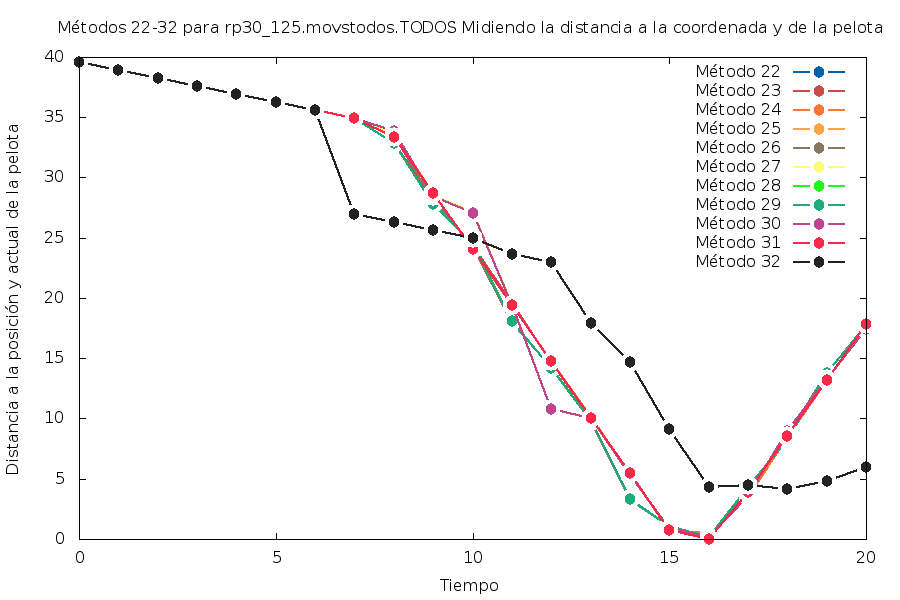 Métodos 22-32 para rp30_125.movstodos.TODOS Midiendo la distancia a la coordenada y de la pelota
Distancia a la posición y actual de la pelota
40
35
30
25
20
15
10
5
0
Método 22
Método 23
Método 24
Método 25
Método 26
Método 27
Método 28
Método 29
Método 30
Método 31
Método 32
0
5
10
15
20
Tiempo